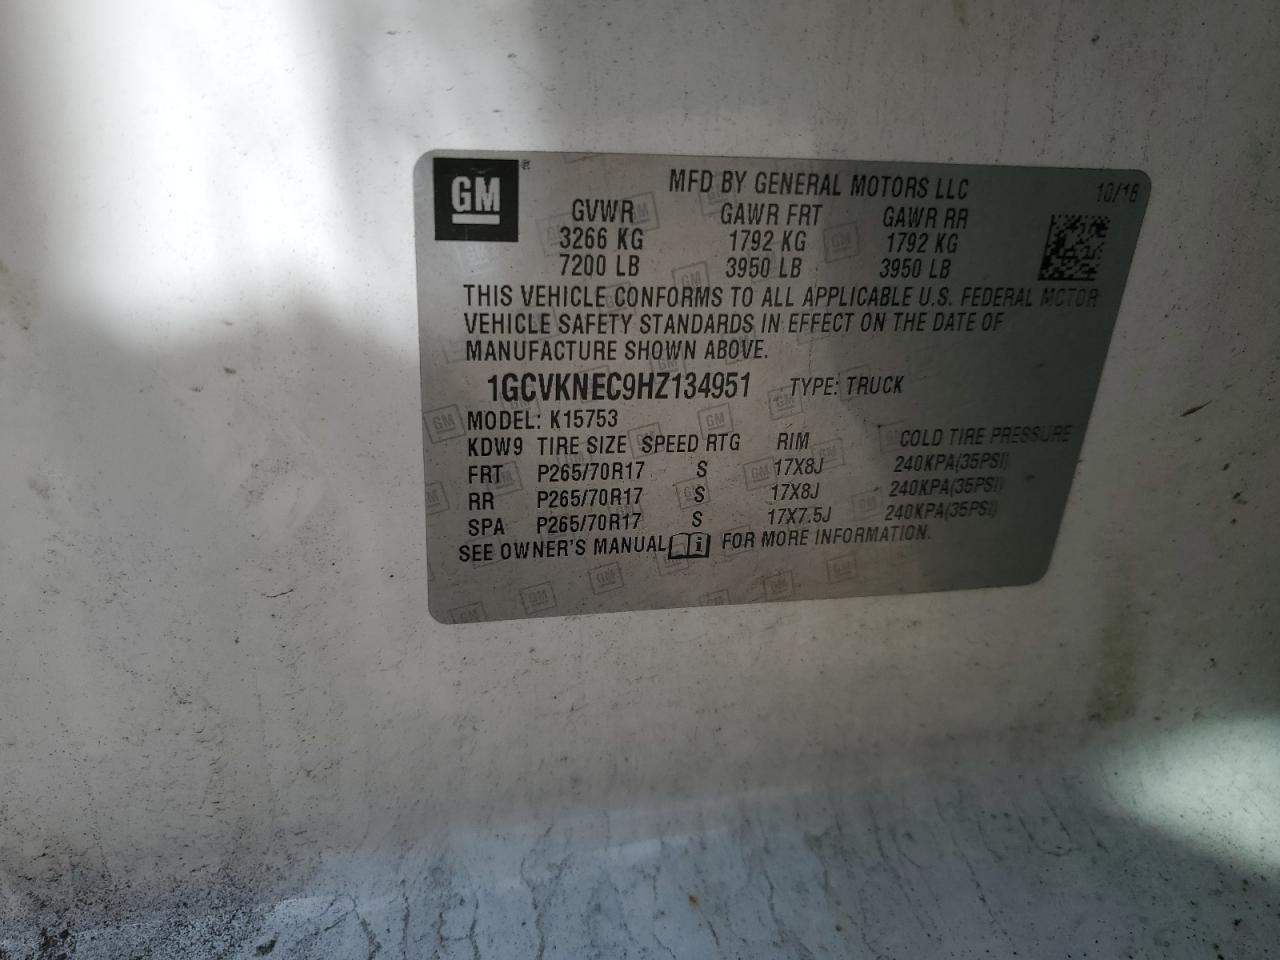 GM
MFD BY GENERAL MOTORS LLC 10/16
GVWR GAWR FRT GAWR RR
3266 KG 1792 KG 1792 KG
7200 LB 3950 LB 3950 LB
THIS VEHICLE CONFORMS TO ALL APPLICABLE U.S. FEDERAL MOTOR
VEHICLE SAFETY STANDARDS IN EFFECT ON THE DATE OF
MANUFACTURE SHOWN ABOVE.
1GCVKNEC9HZ134951 TYPE: TRUCK
MODEL: K15753
KDW9 TIRE SIZE SPEED RTG RIM COLD TIRE PRESSURE
FRT P265/70R17 S 17X8J 240KPA(35PSI)
RR P265/70R17 S 17X8J 240KPA(35PSI)
SPA P265/70R17 S 17X7.5J 240KPA(35PSI)
SEE OWNER'S MANUAL i FOR MORE INFORMATION.